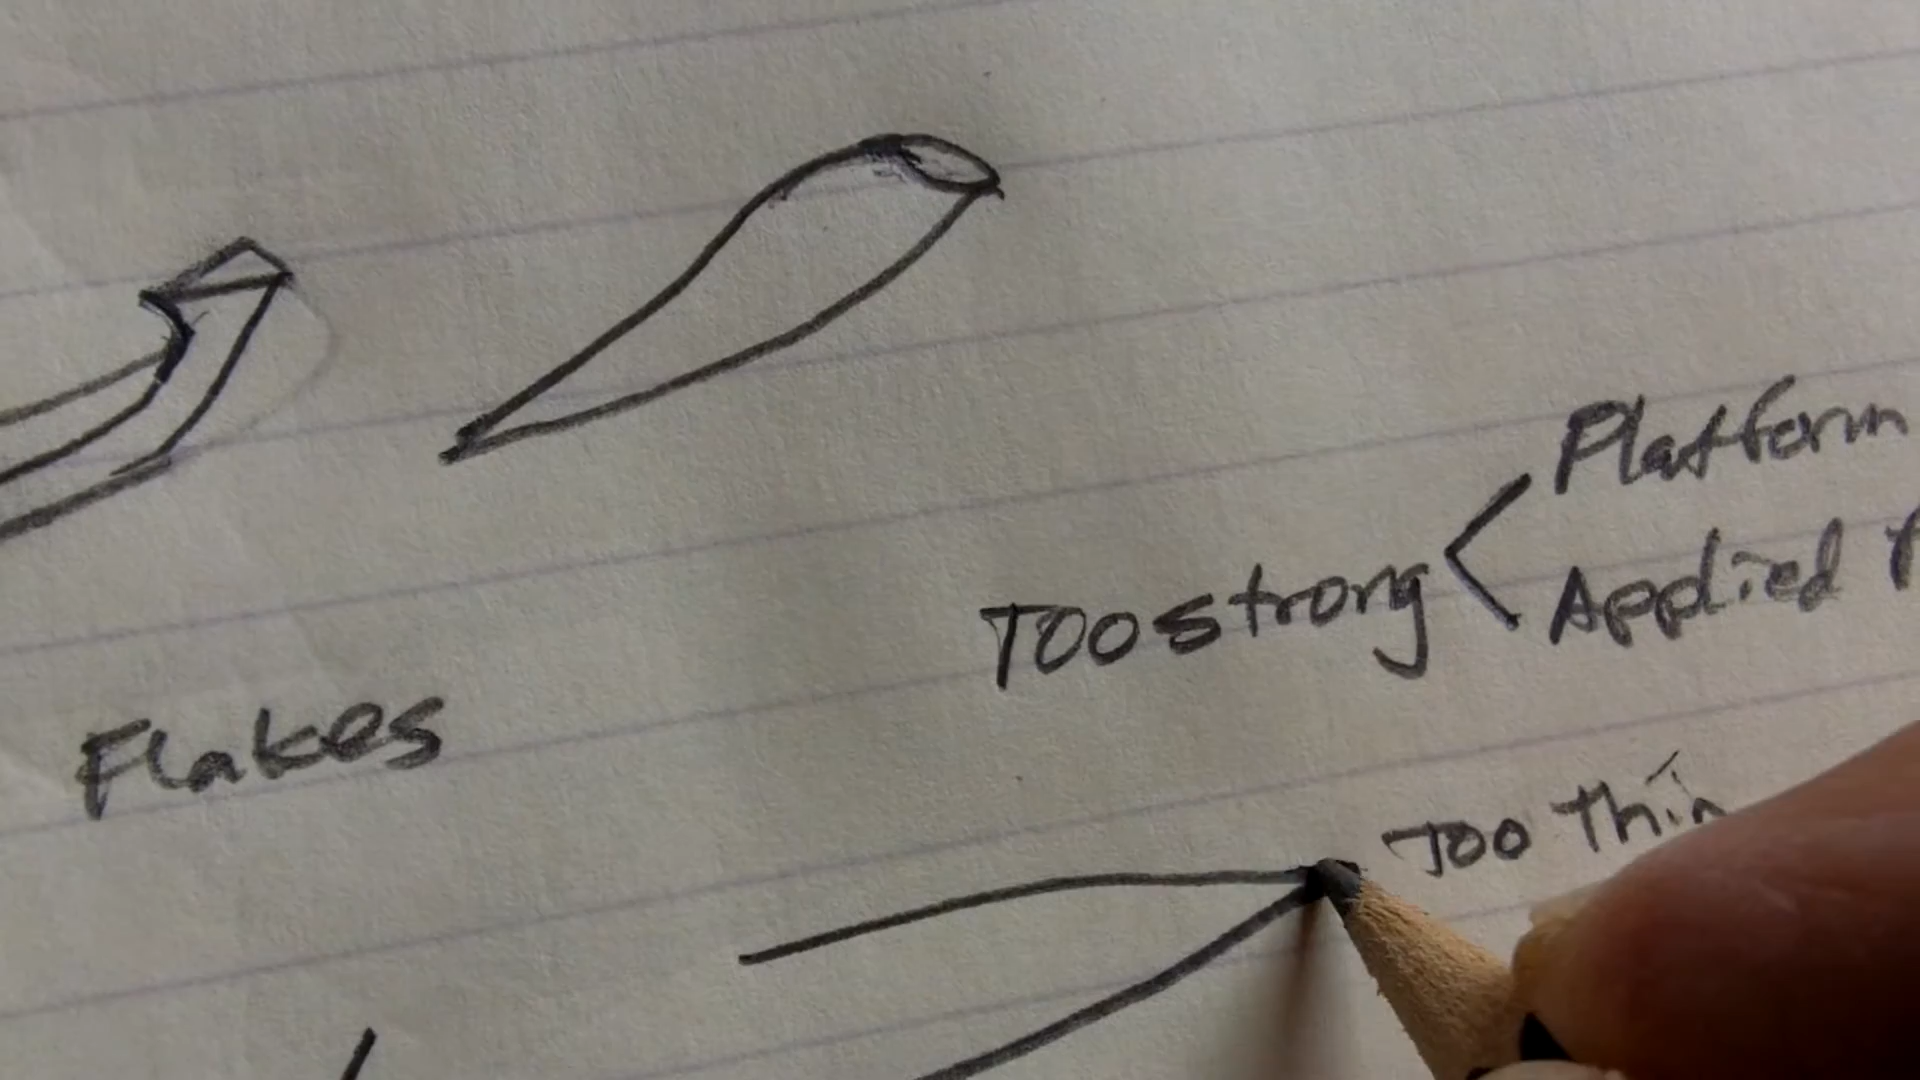 Platform
Too strong <
Applied
Flakes
Too Thin